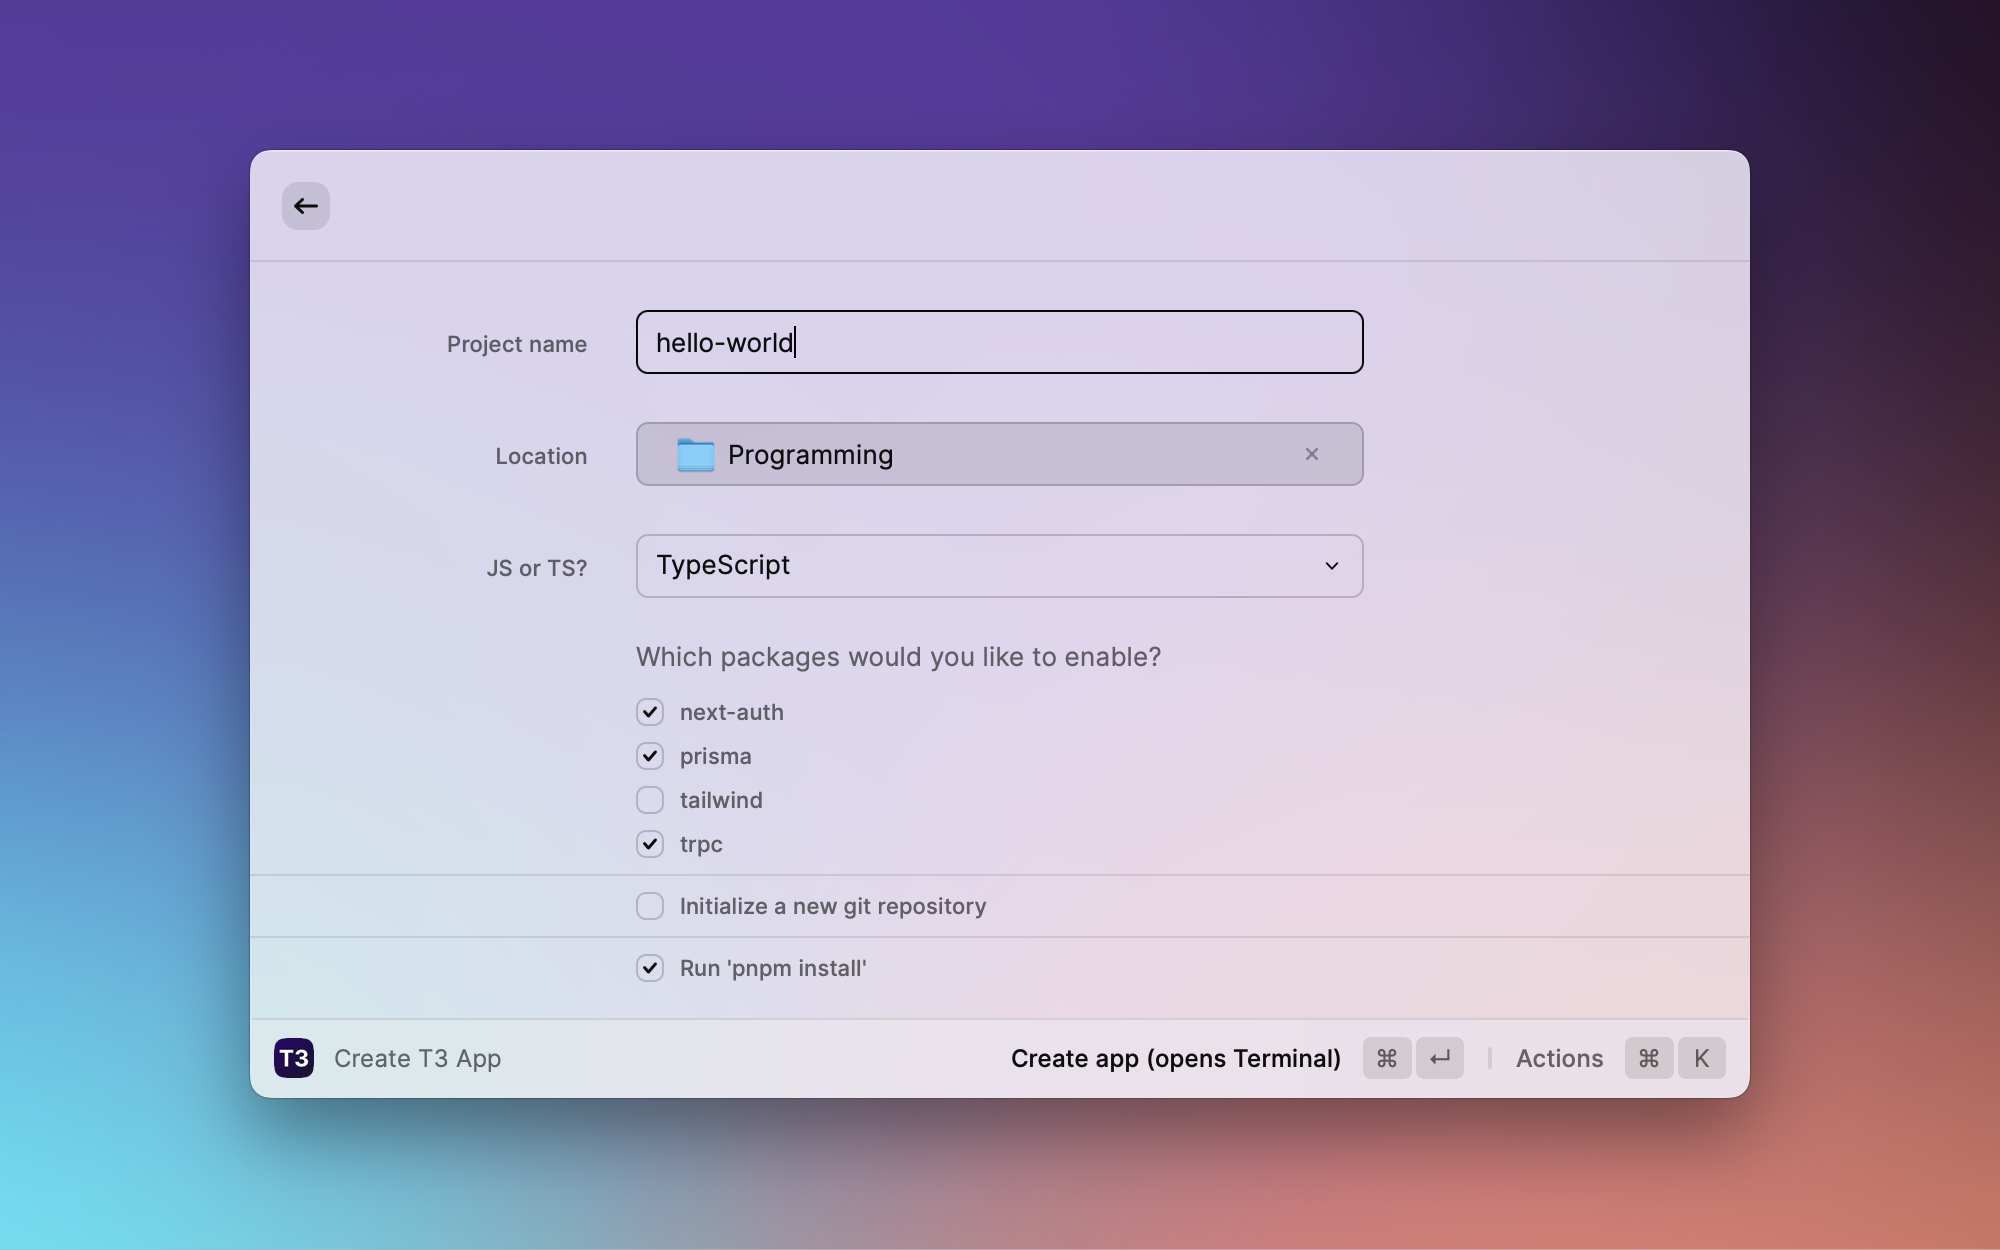 Project name
hello-world
Location
Programming
JS or TS?
TypeScript
Which packages would you like to enable?
next-auth
prisma
tailwind
trpc
Initialize a new git repository
Run 'pnpm install'
T3 Create T3 App
Create app (opens Terminal) ⌘ ↵ Actions ⌘ K